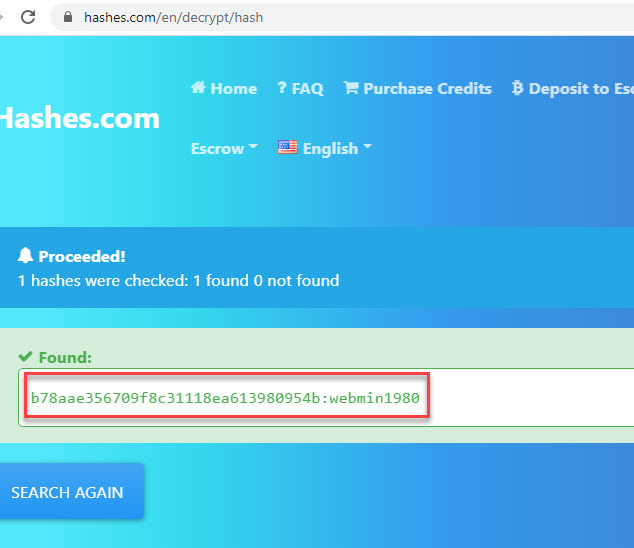 hashes.com/en/decrypt/hash
Home ? FAQ Purchase Credits Deposit to Esc
Hashes.com
Escrow English
Proceeded!
1 hashes were checked: 1 found 0 not found
Found:
b78aae356709f8c31118ea613980954b:webmin1980
SEARCH AGAIN